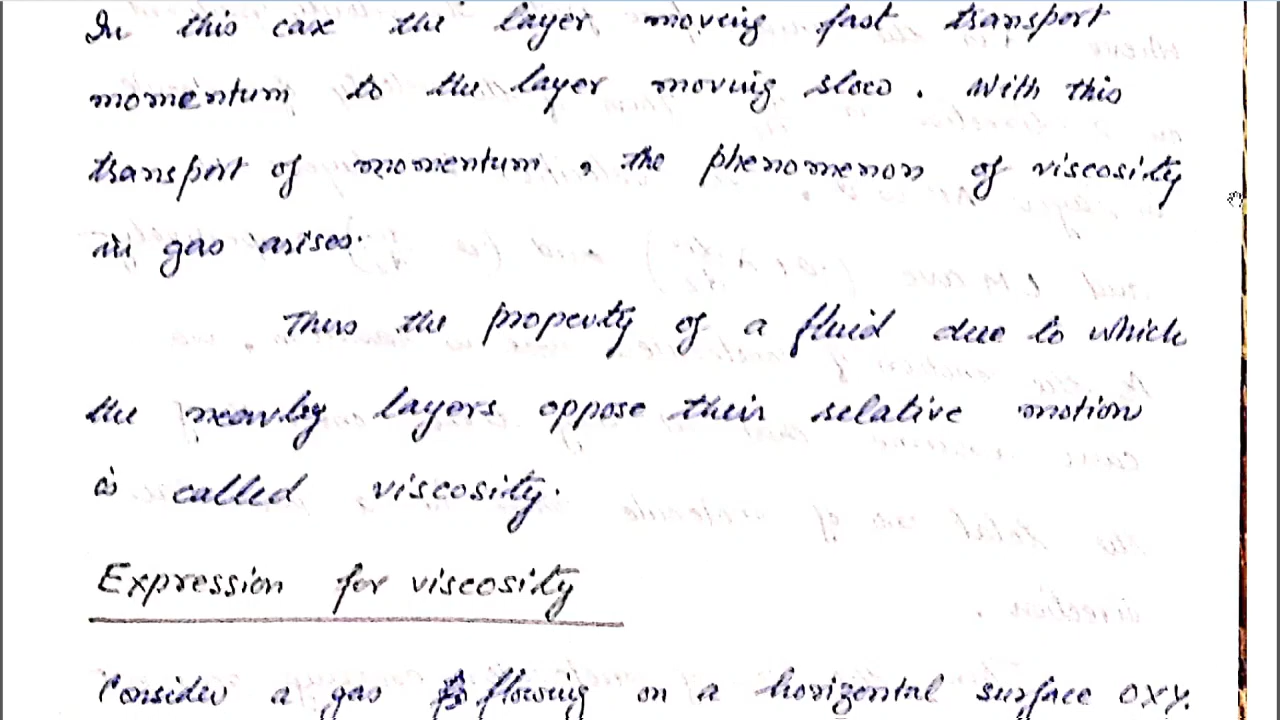 In this case the layer moving fast transport
momentum to the layer moving slow. With this
transport of momentum, the phenomenon of viscosity
in gas arises.
Thus the property of a fluid due to which
the nearby layers oppose their relative motion
is called viscosity.
Expression for viscosity
Consider a gas flowing on a horizontal surface OXY.